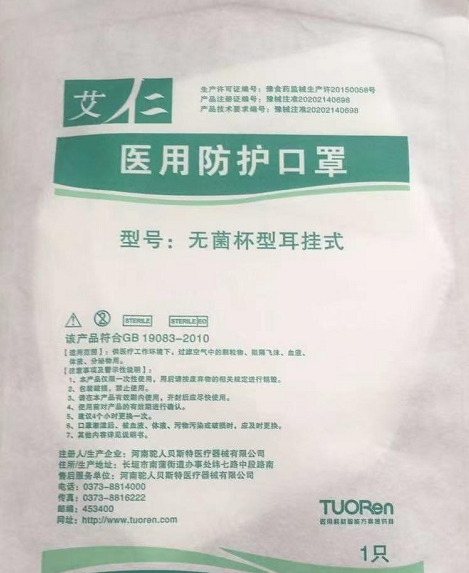 艾仁
生产许可证编号：豫食药监械生产许20150058号
产品注册证编号：豫械注准20202140698
产品技术要求编号：豫械注准20202140698
医用防护口罩
型号：无菌杯型耳挂式
STERILE STERILE EO
该产品符合GB 19083-2010
【适用范围】：供医疗工作环境下，过滤空气中的颗粒物、阻隔飞沫、血液、
体液、分泌物用。
【注意事项及警示性说明】：
1、本产品仅限一次性使用，用后请按废弃物的相关规定进行销毁。
2、包装破损，禁止使用。
3、请在本产品有效期内使用，开封后应尽快使用。
4、使用前对产品的有效期进行确认。
5、建议4个小时更换一次。
6、口罩潮湿后、被血液、体液、污物污染或破损时，应及时更换。
7、其他内容详见说明书。
注册人/生产企业：河南驼人贝斯特医疗器械有限公司
住所/生产地址：长垣市南蒲街道办事处纬七路中段路南
售后服务单位：河南驼人贝斯特医疗器械有限公司
电话：0373-8814000
传真：0373-8816222
邮编：453400
网址：http://www.tuoren.com
TUORen
医用耗材智能方案提供商
1只